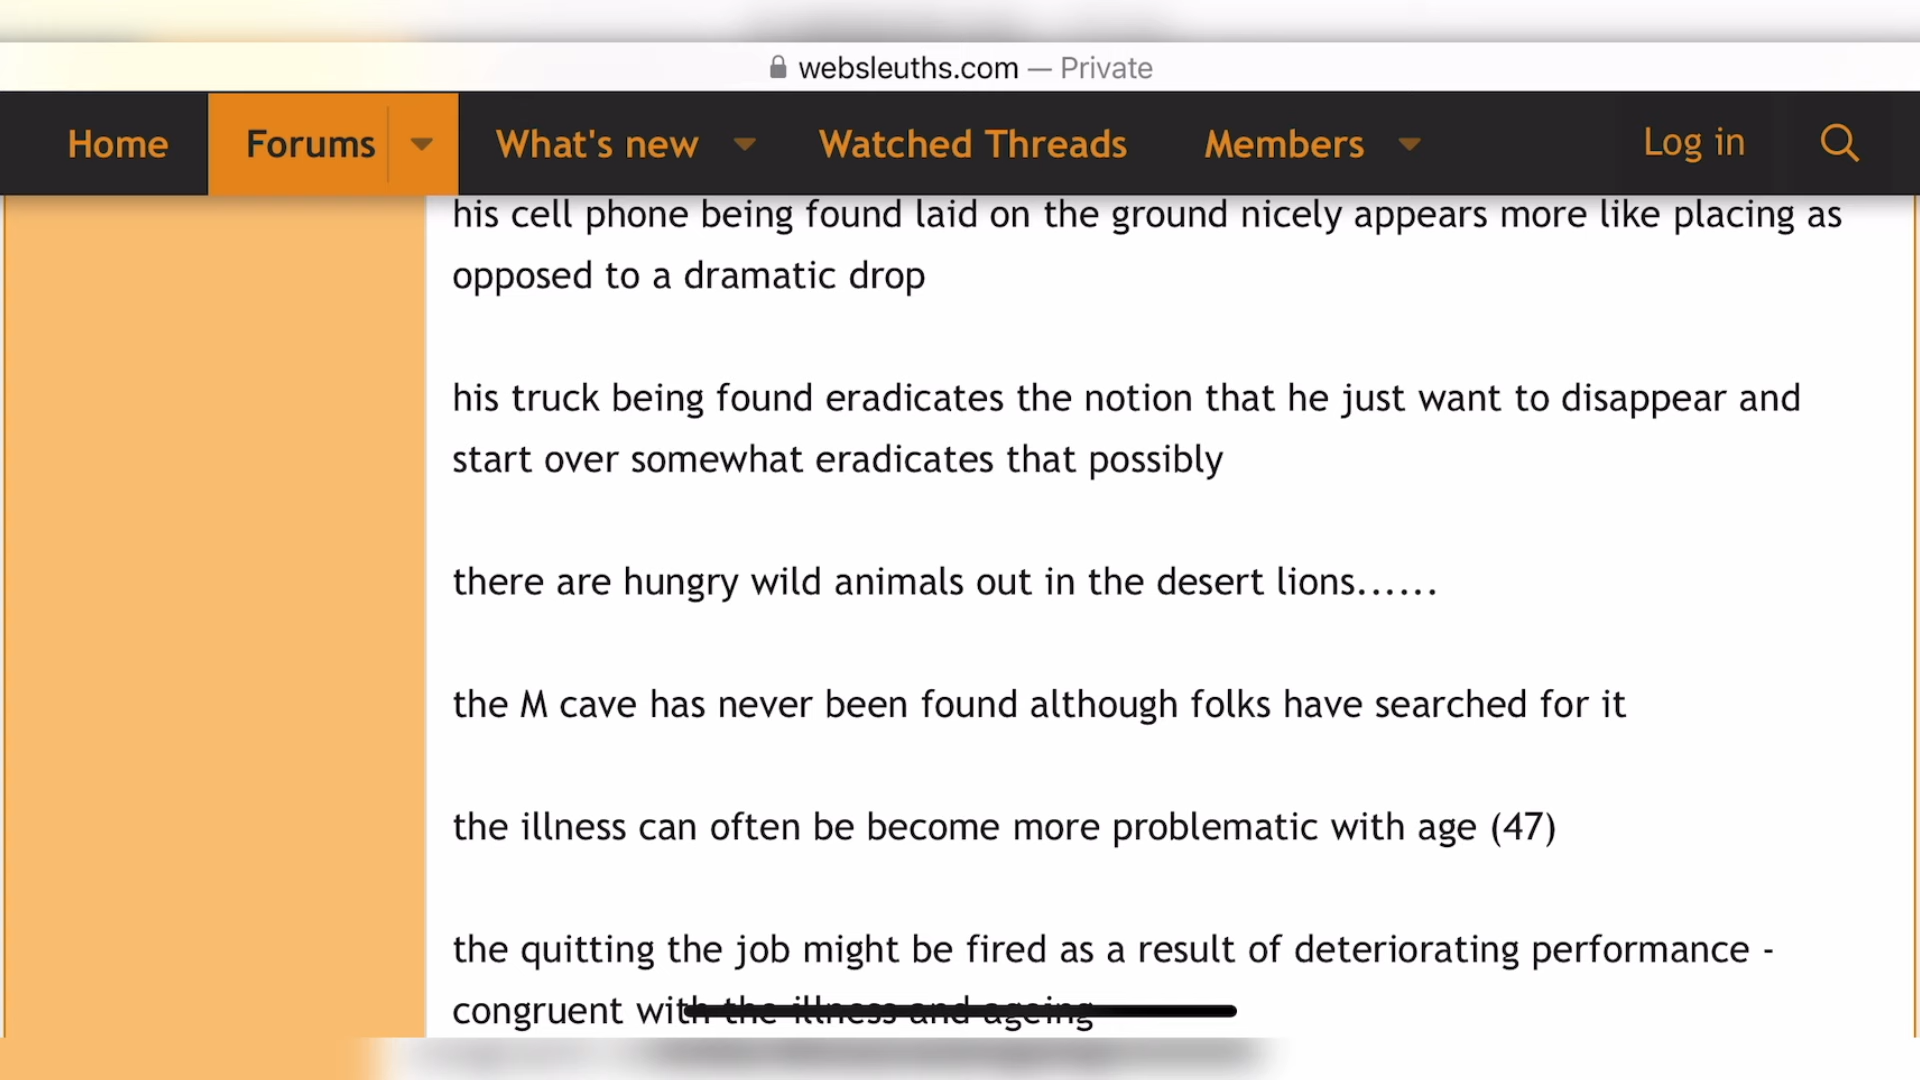 websleuths.com — Private
Home Forums What's new Watched Threads Members Log in
his cell phone being found laid on the ground nicely appears more like placing as
opposed to a dramatic drop
his truck being found eradicates the notion that he just want to disappear and
start over somewhat eradicates that possibly
there are hungry wild animals out in the desert lions......
the M cave has never been found although folks have searched for it
the illness can often be become more problematic with age (47)
the quitting the job might be fired as a result of deteriorating performance -
congruent with the illness and ageing